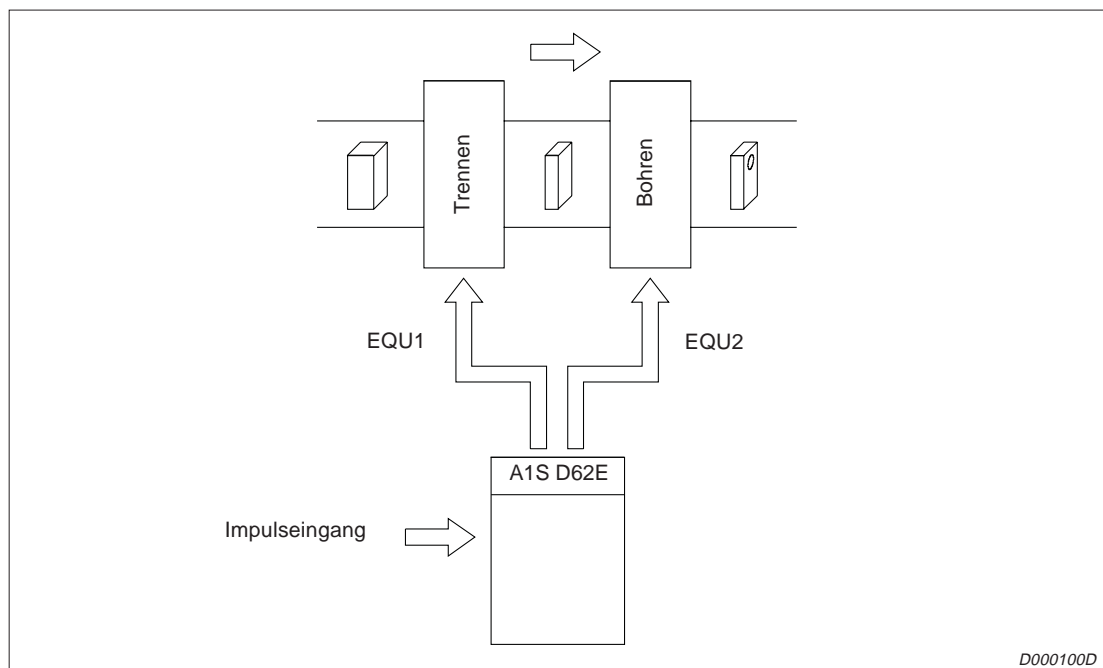 Trennen
Bohren
EQU1
EQU2
A1S D62E
Impulseingang
D000100D